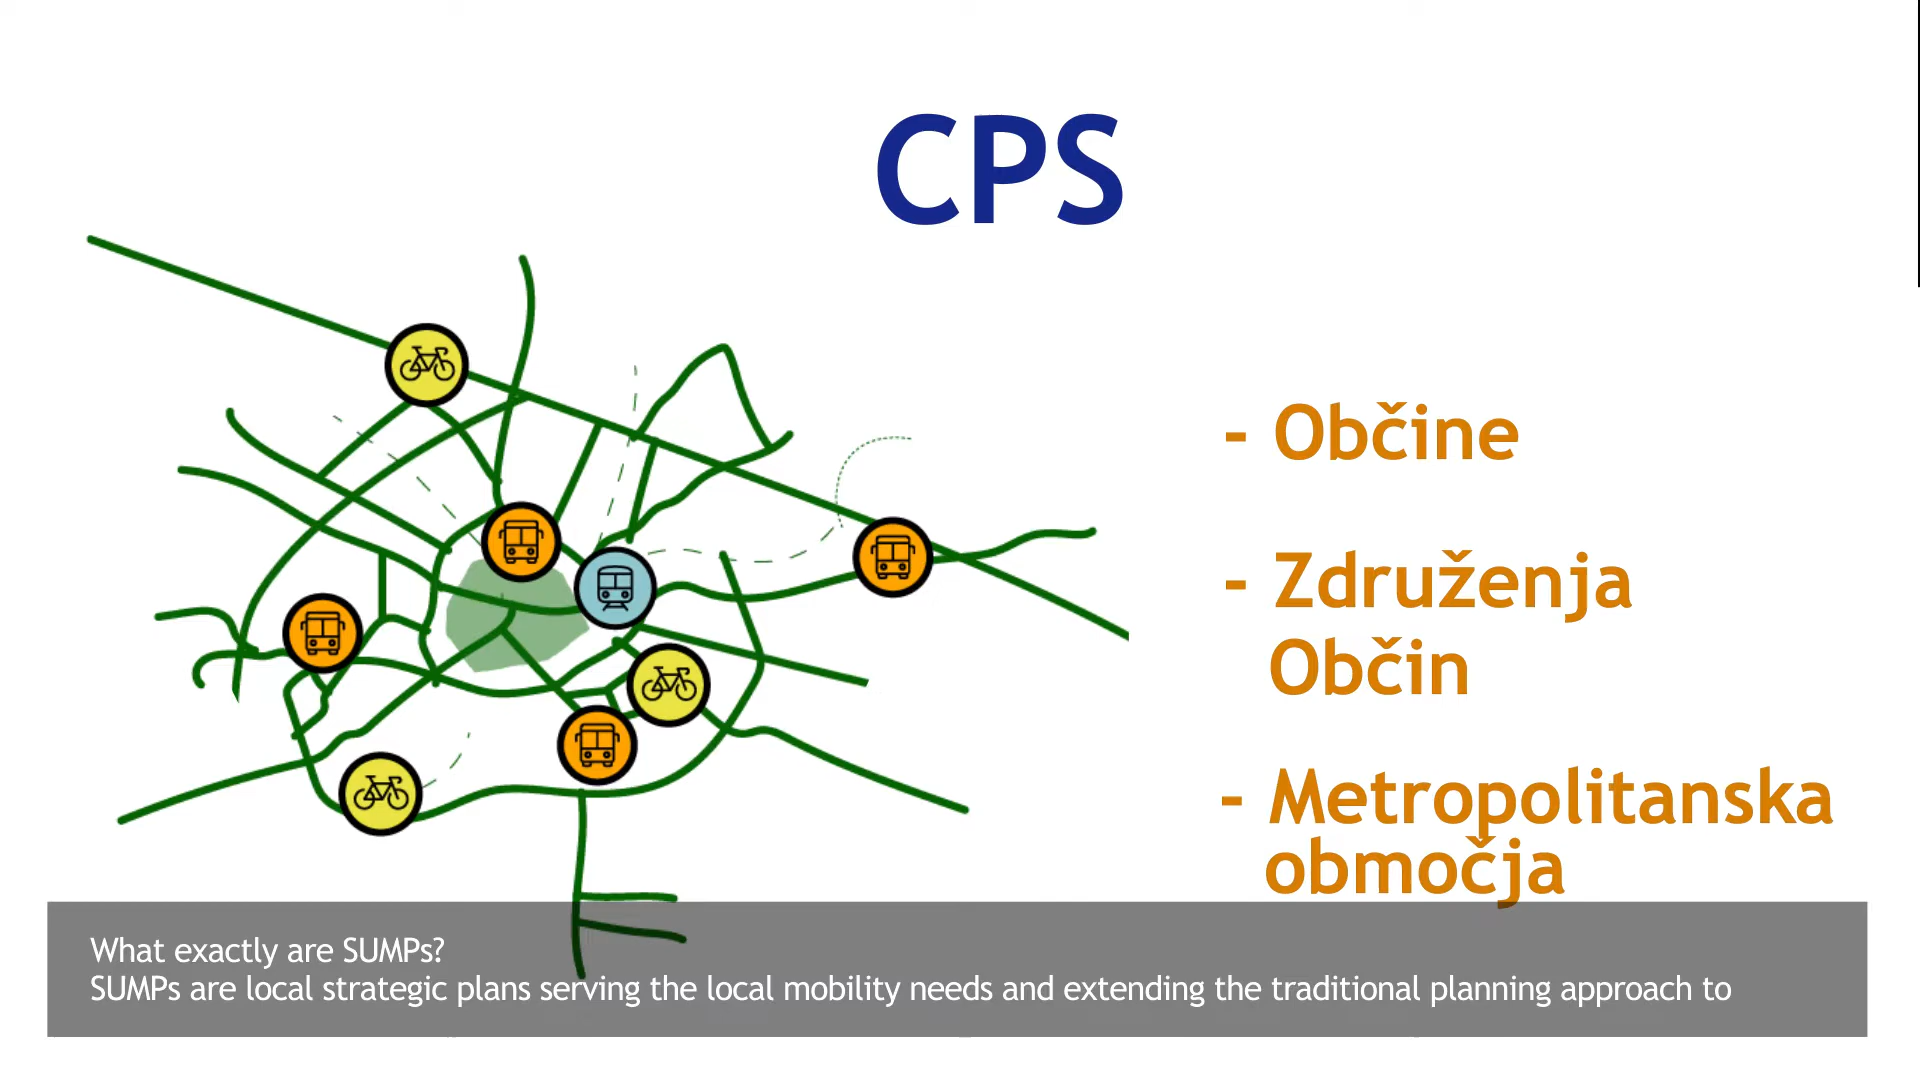 CPS
- Občine
- Združenja
Občin
- Metropolitanska
območja
What exactly are SUMPs?
SUMPs are local strategic plans serving the local mobility needs and extending the traditional planning approach to